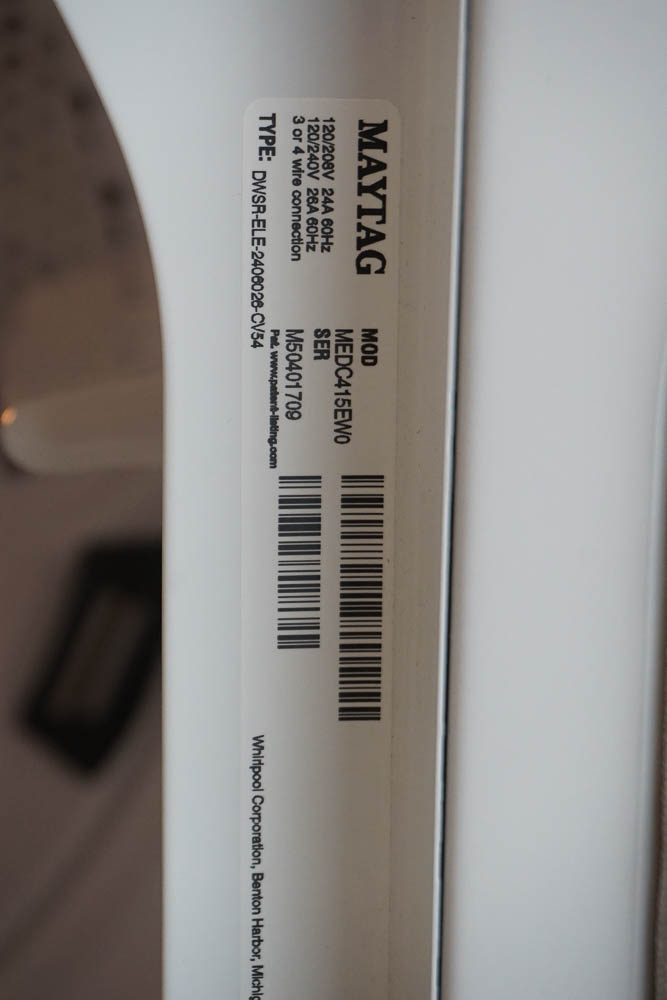 MAYTAG
120/208V 24A 60Hz
120/240V 26A 60Hz
3 or 4 wire connection
TYPE: DWSR-ELE-2406026-CV54
MOD
MEDC415EW0
SER
M50401709
Pat. www.patent-listing.com
Whirlpool Corporation, Benton Harbor, Michig